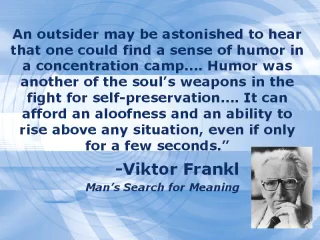 An outsider may be astonished to hear
that one could find a sense of humor in
a concentration camp.... Humor was
another of the soul's weapons in the
fight for self-preservation.... It can
afford an aloofness and an ability to
rise above any situation, even if only
for a few seconds.”
-Viktor Frankl
Man's Search for Meaning